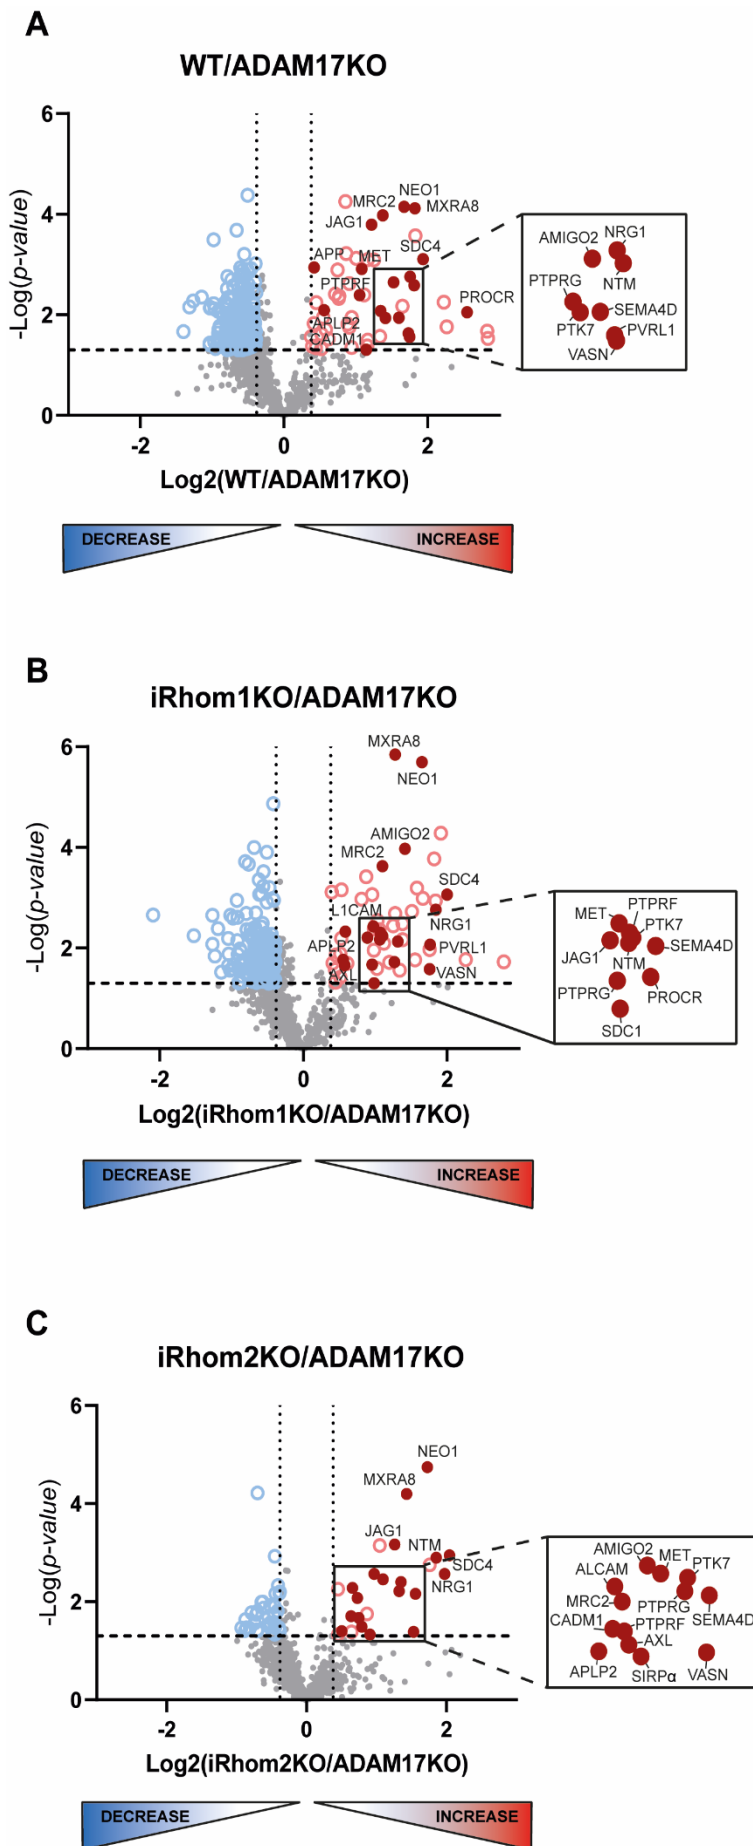 A
WT/ADAM17KO
6
4
2
0
-Log(p-value)
NEO1
MRC2
MXRA8
JAG1
SDC4
APP
MET
PTPRF
PROCR
APLP2
CADM1
AMIGO2
NRG1
NTM
PTPRG
SEMA4D
PTK7
PVRL1
VASN
-2
0
2
Log2(WT/ADAM17KO)
DECREASE
INCREASE
B
iRhom1KO/ADAM17KO
6
4
2
0
-Log(p-value)
MXRA8
NEO1
AMIGO2
MRC2
SDC4
L1CAM
NRG1
APLP2
PVRL1
AXL
VASN
MET
PTPRF
PTK7
JAG1
SEMA4D
NTM
PTPRG
PROCR
SDC1
-2
0
2
Log2(iRhom1KO/ADAM17KO)
DECREASE
INCREASE
C
iRhom2KO/ADAM17KO
6
4
2
0
-Log(p-value)
NEO1
MXRA8
JAG1
NTM
SDC4
NRG1
AMIGO2
MET
ALCAM
PTK7
MRC2
PTPRG
SEMA4D
CADM1
PTPRF
AXL
APLP2
SIRPα
VASN
-2
0
2
Log2(iRhom2KO/ADAM17KO)
DECREASE
INCREASE